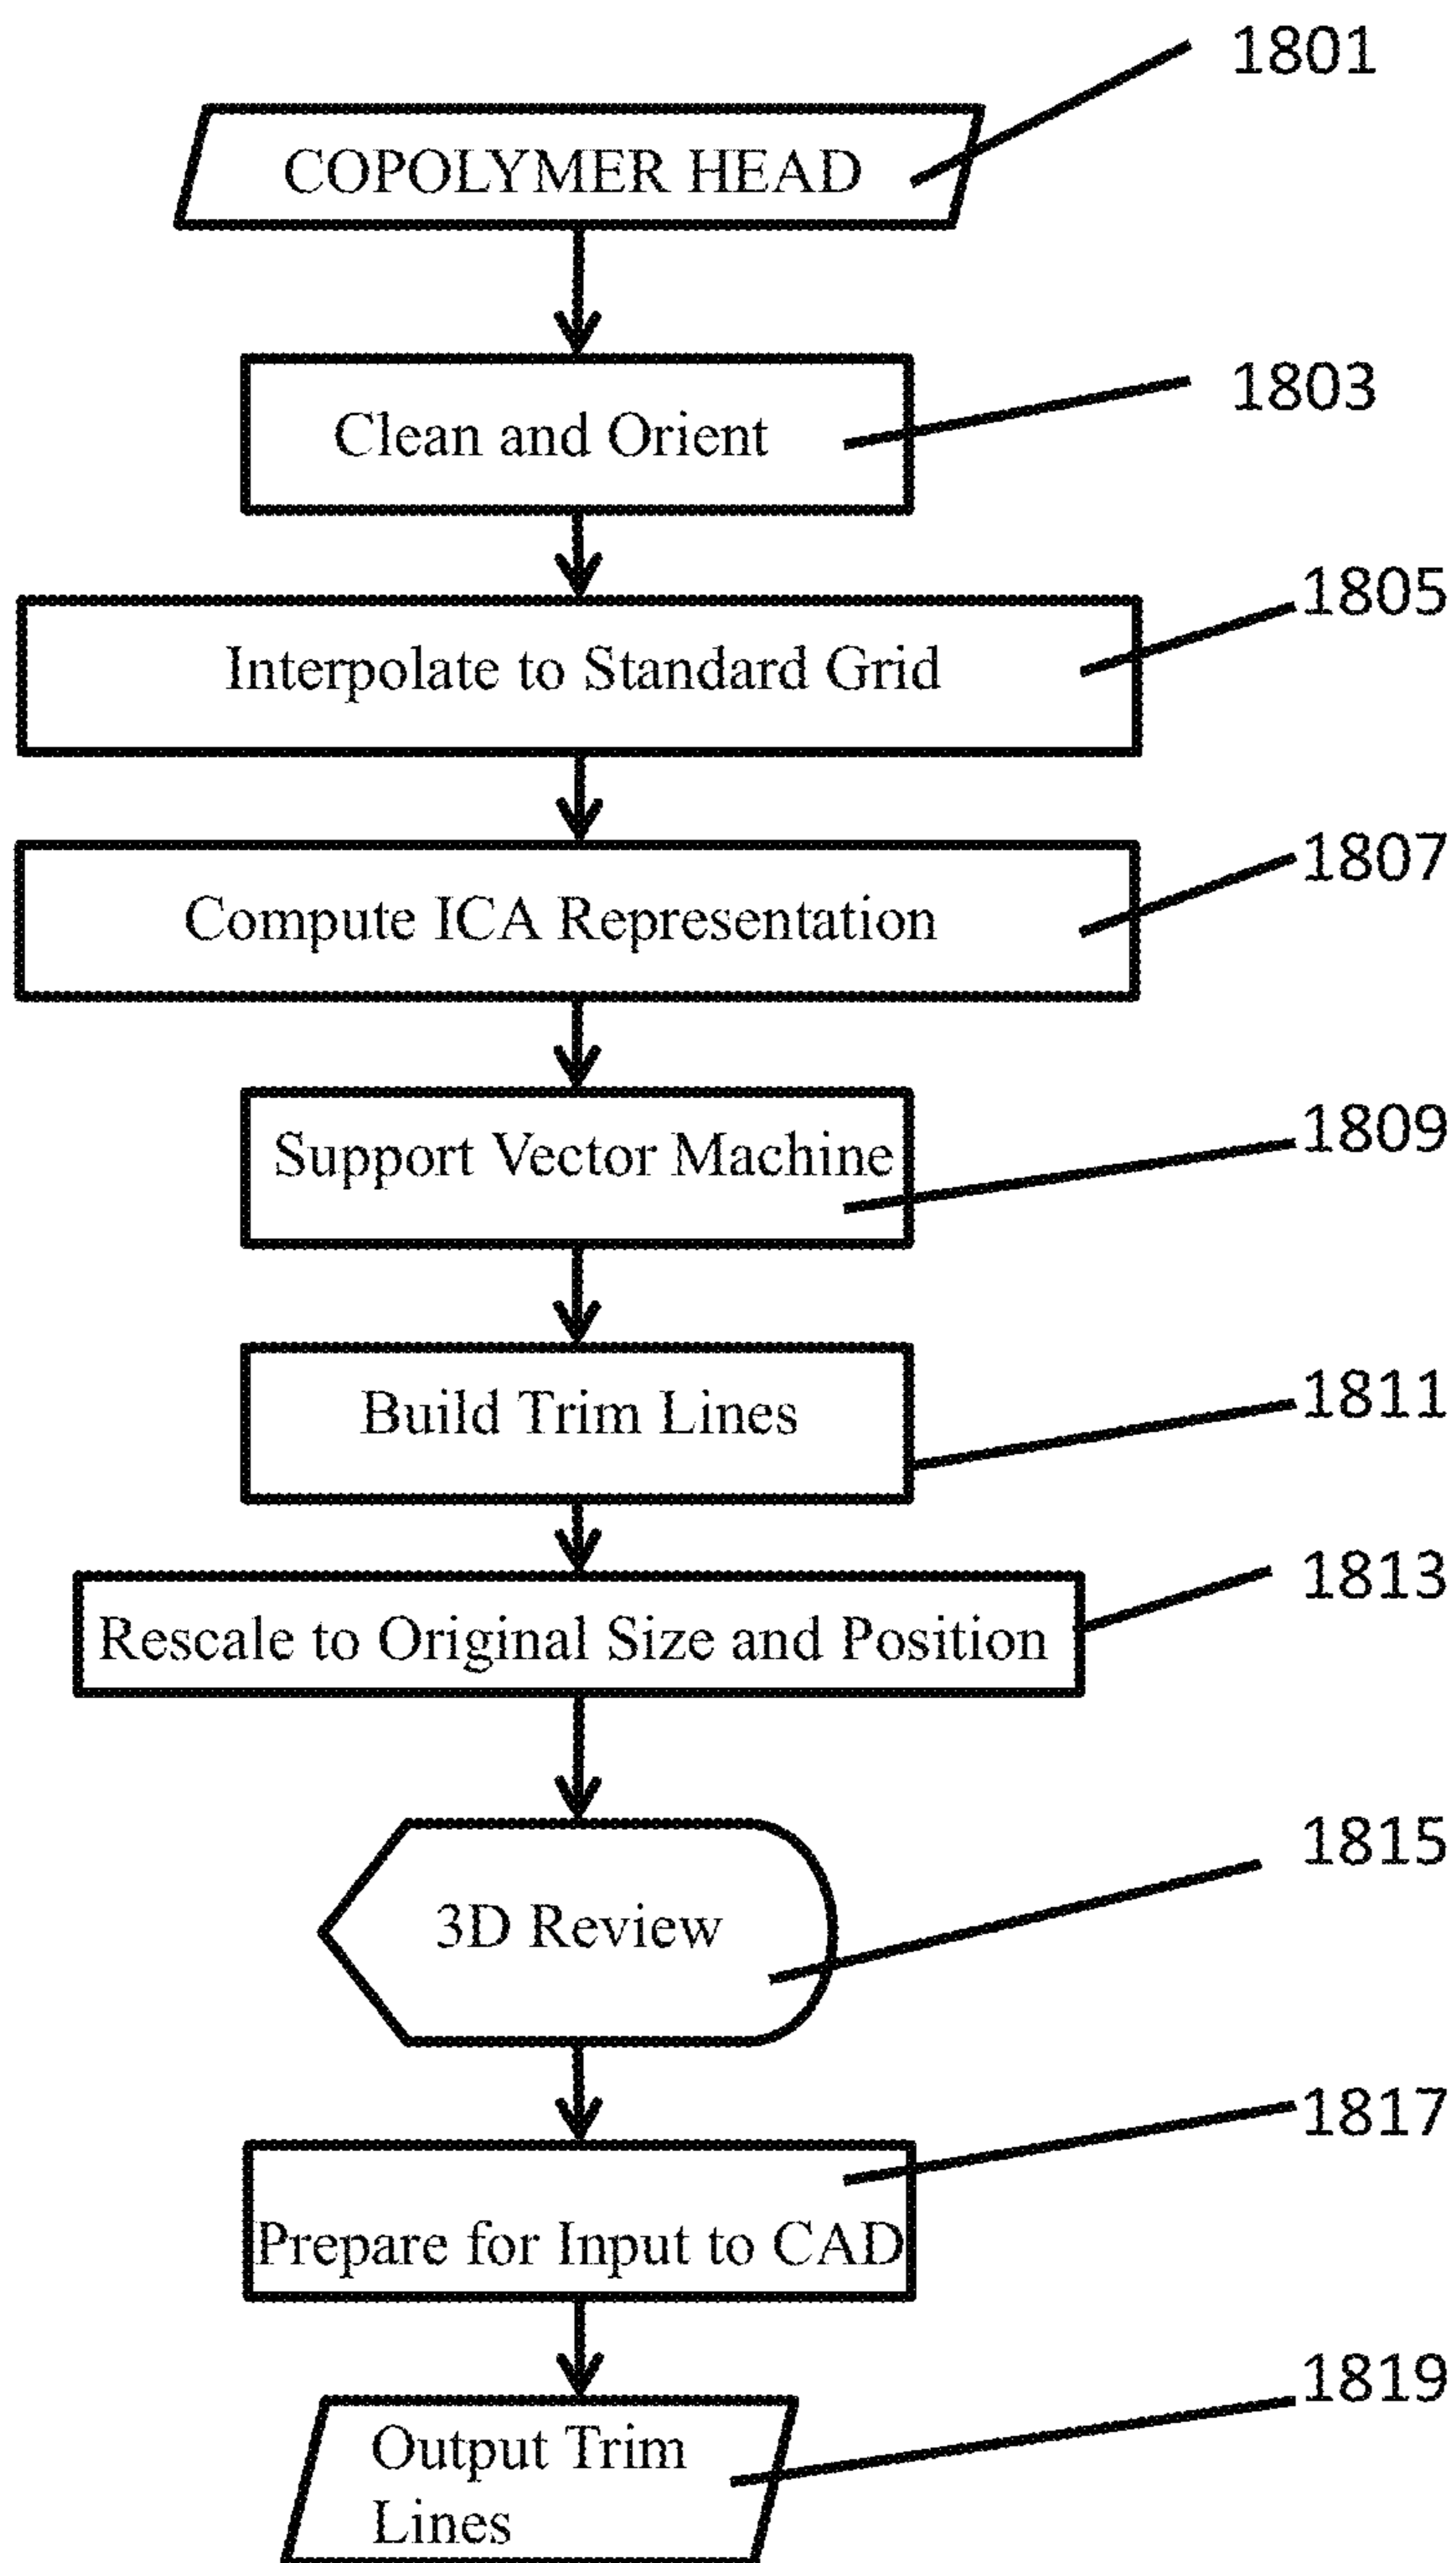 1801
COPOLYMER HEAD
1803
Clean and Orient
1805
Interpolate to Standard Grid
1807
Compute ICA Representation
1809
Support Vector Machine
1811
Build Trim Lines
1813
Rescale to Original Size and Position
1815
3D Review
1817
Prepare for Input to CAD
1819
Output Trim
Lines